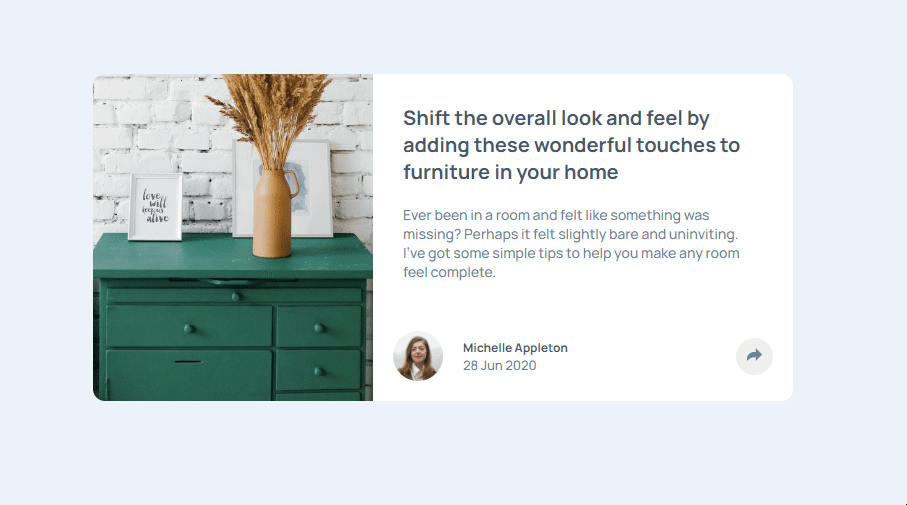 love
will
keep us
alive
Shift the overall look and feel by
adding these wonderful touches to
furniture in your home
Ever been in a room and felt like something was
missing? Perhaps it felt slightly bare and uninviting.
I've got some simple tips to help you make any room
feel complete.
Michelle Appleton
28 Jun 2020